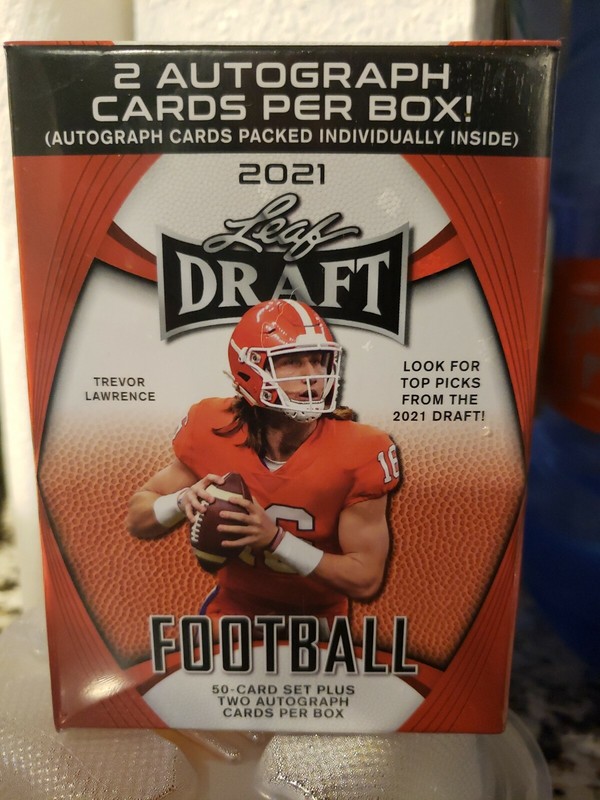 2 AUTOGRAPH
CARDS PER BOX!
(AUTOGRAPH CARDS PACKED INDIVIDUALLY INSIDE)
2021
Leaf
DRAFT
TREVOR
LAWRENCE
LOOK FOR
TOP PICKS
FROM THE
2021 DRAFT!
16
16
FOOTBALL
50-CARD SET PLUS
TWO AUTOGRAPH
CARDS PER BOX